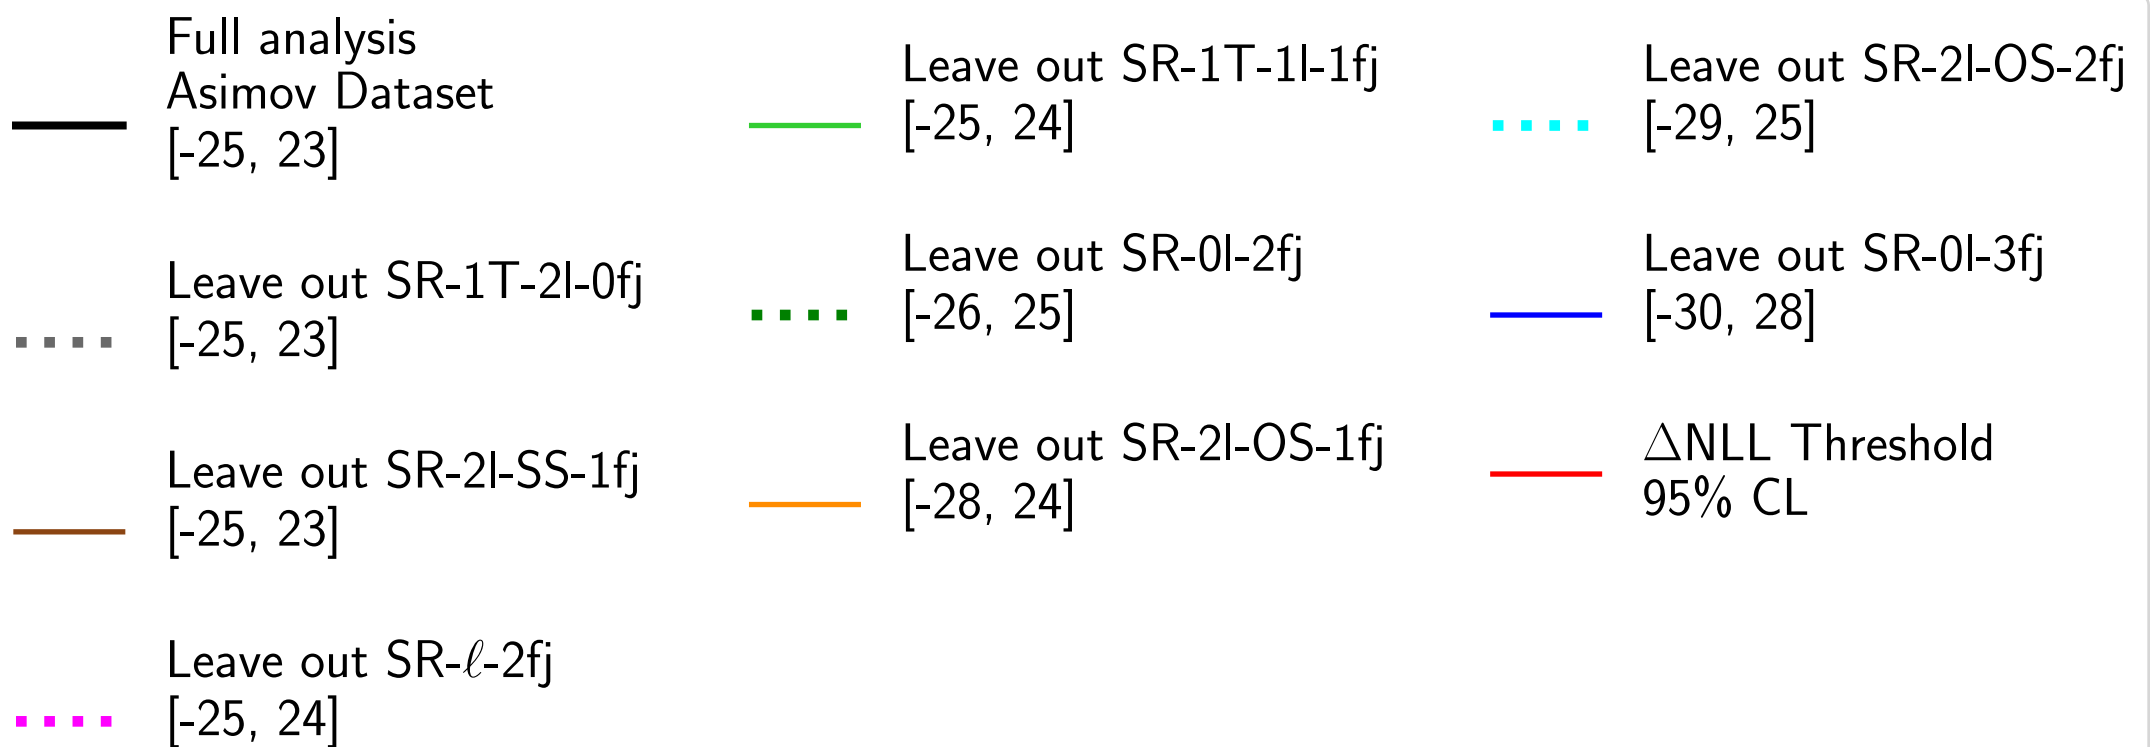 Full analysis
Asimov Dataset
[-25, 23]
Leave out SR-1T-2l-0fj
[-25, 23]
Leave out SR-2l-SS-1fj
[-25, 23]
Leave out SR-ℓ-2fj
[-25, 24]
Leave out SR-1T-1l-1fj
[-25, 24]
Leave out SR-0l-2fj
[-26, 25]
Leave out SR-2l-OS-1fj
[-28, 24]
Leave out SR-2l-OS-2fj
[-29, 25]
Leave out SR-0l-3fj
[-30, 28]
ΔNLL Threshold
95% CL